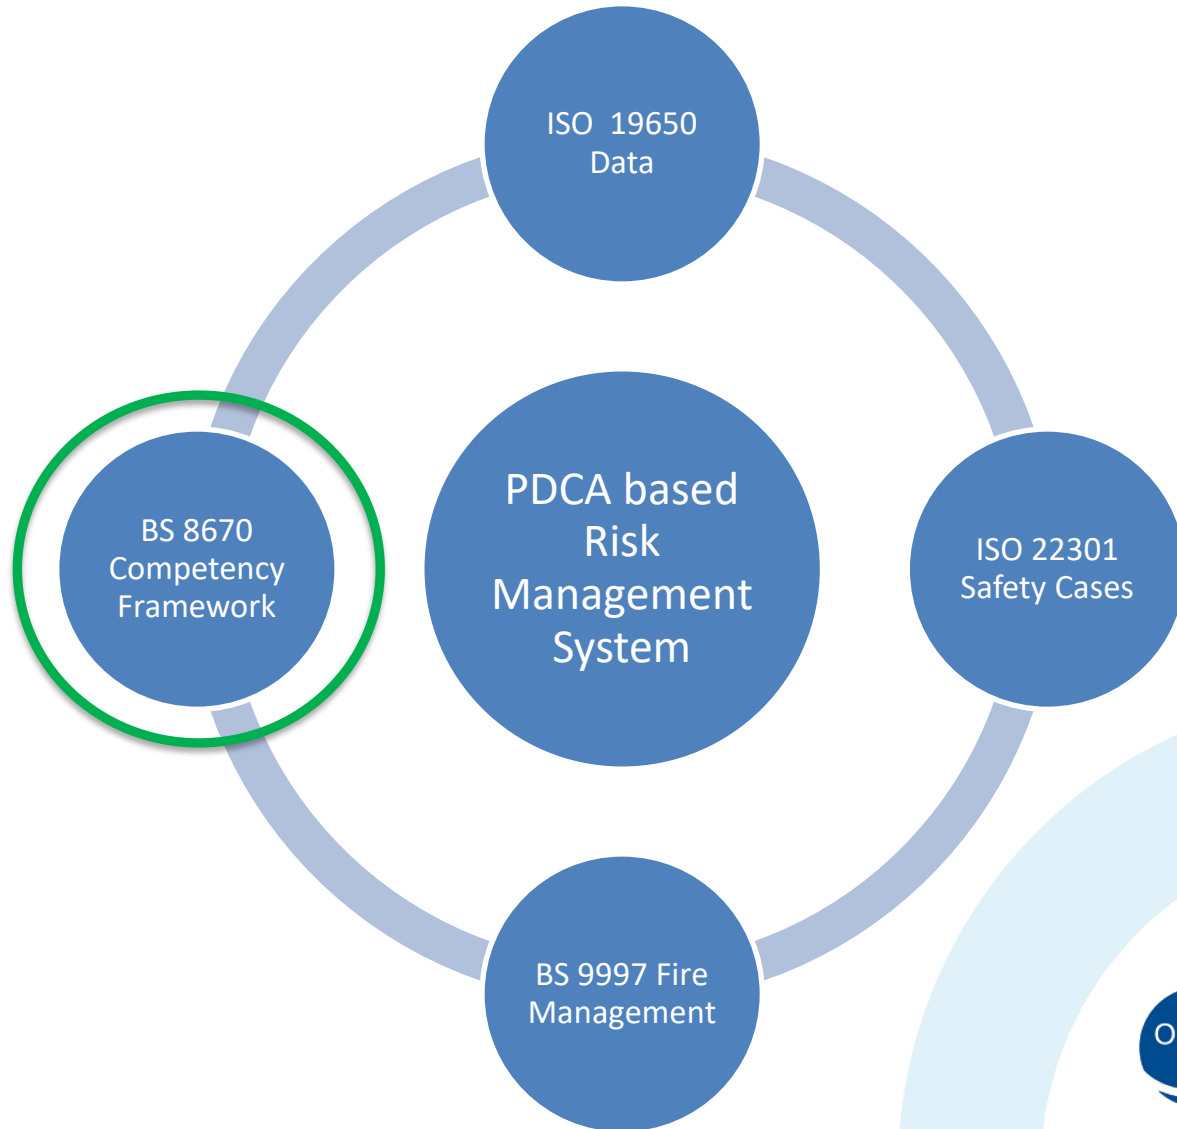 ISO 19650
Data
BS 8670
Competency
Framework
PDCA based
Risk
Management
System
ISO 22301
Safety Cases
BS 9997 Fire
Management